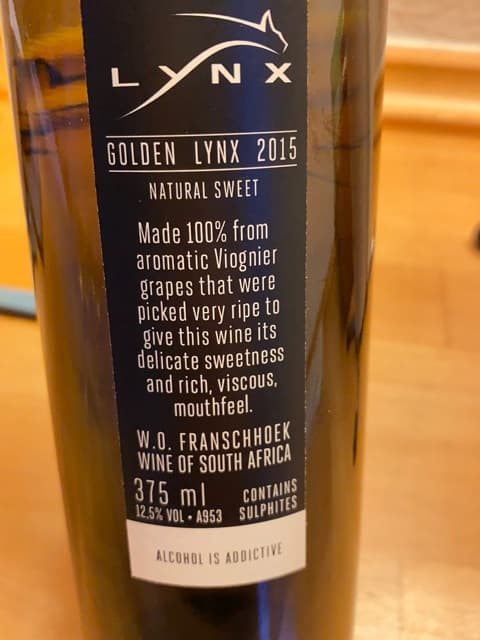 LYNX
GOLDEN LYNX 2015
NATURAL SWEET
Made 100% from
aromatic Viognier
grapes that were
picked very ripe to
give this wine its
delicate sweetness
and rich, viscous,
mouthfeel.
W.O. FRANSCHHOEK
WINE OF SOUTH AFRICA
375 ml CONTAINS
12.5% VOL • A953 SULPHITES
ALCOHOL IS ADDICTIVE